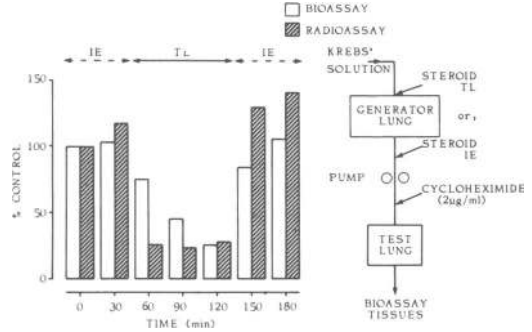 BIOASSAY
RADIOASSAY
IE
TL
IE
150
100
50
0
% CONTROL
0 30 60 90 120 150 180
TIME (min)
KREBS'
SOLUTION
STEROID
TL
GENERATOR
LUNG
or,
STEROID
IE
PUMP
CYCLOHEXIMIDE
(2ug/ml)
TEST
LUNG
BIOASSAY
TISSUES